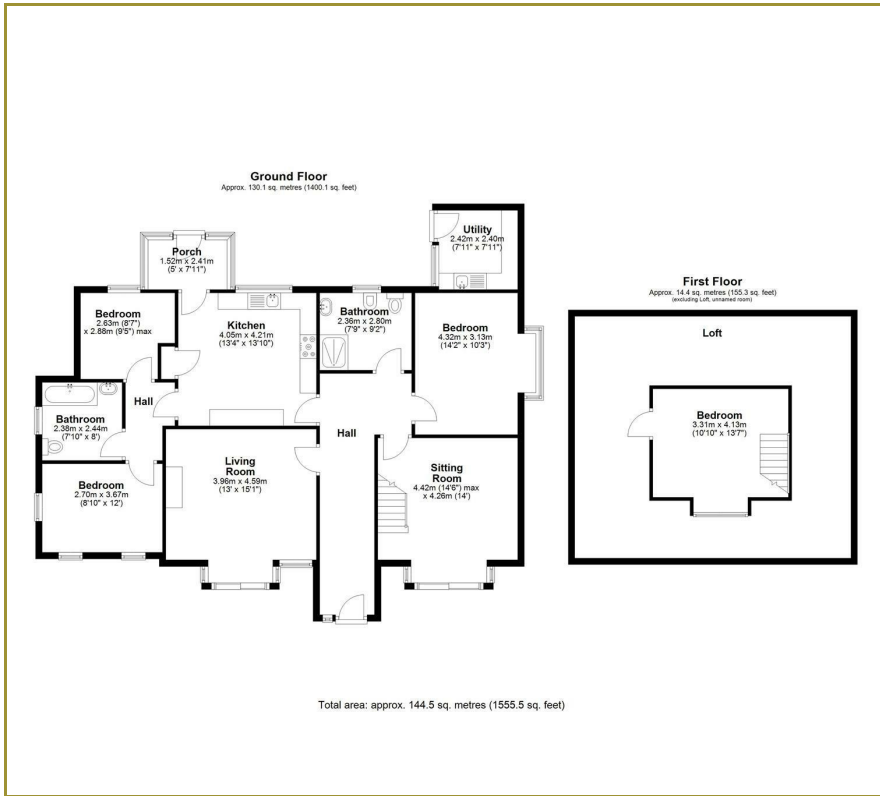 Ground Floor
Approx. 130.1 sq. metres (1400.1 sq. feet)
Porch
1.52m x 2.41m
(5' x 7'11")
Utility
2.42m x 2.40m
(7'11" x 7'11")
Bedroom
2.63m (8'7")
x 2.88m (9'5") max
Kitchen
4.05m x 4.21m
(13'4" x 13'10")
Bathroom
2.36m x 2.80m
(7'9" x 9'2")
Bedroom
4.32m x 3.13m
(14'2" x 10'3")
Hall
Bathroom
2.38m x 2.44m
(7'10" x 8')
Hall
Bedroom
2.70m x 3.67m
(8'10" x 12')
Living
Room
3.96m x 4.59m
(13' x 15'1")
Sitting
Room
4.42m (14'6") max
x 4.26m (14')
First Floor
Approx. 14.4 sq. metres (155.3 sq. feet)
(excluding Loft, unnamed room)
Loft
Bedroom
3.31m x 4.13m
(10'10" x 13'7")
Total area: approx. 144.5 sq. metres (1555.5 sq. feet)